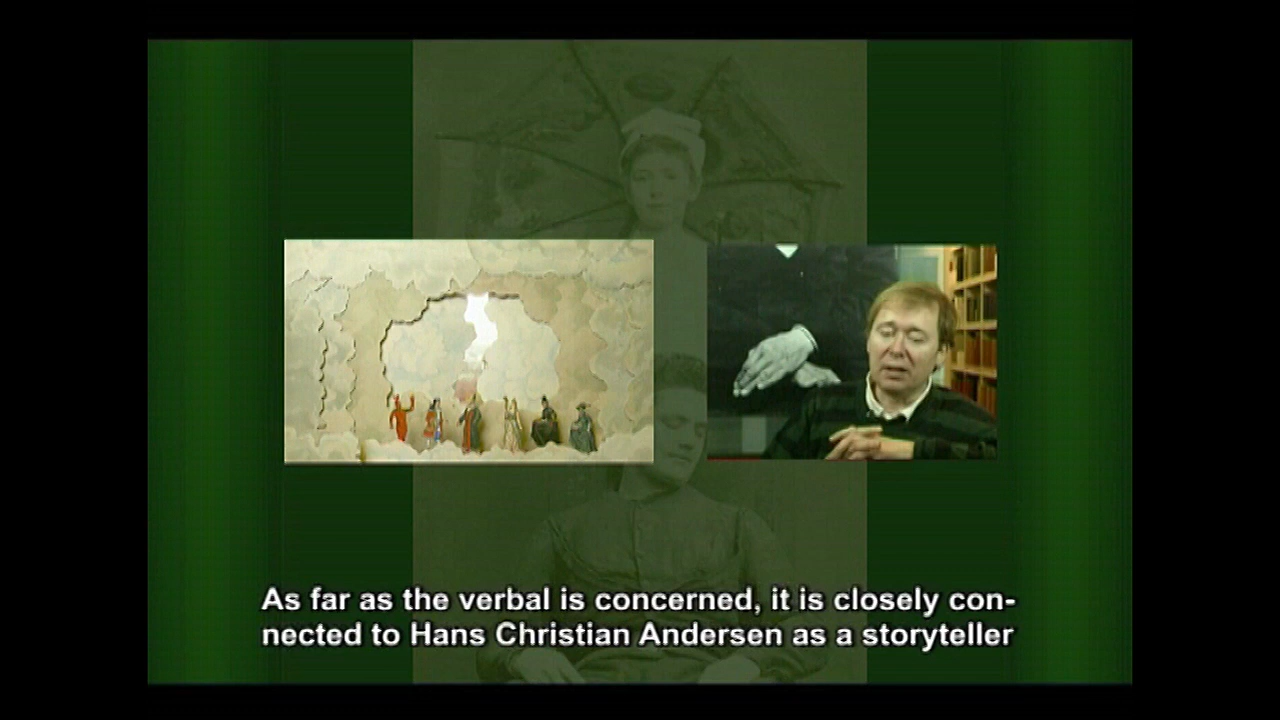 As far as the verbal is concerned, it is closely con-
nected to Hans Christian Andersen as a storyteller